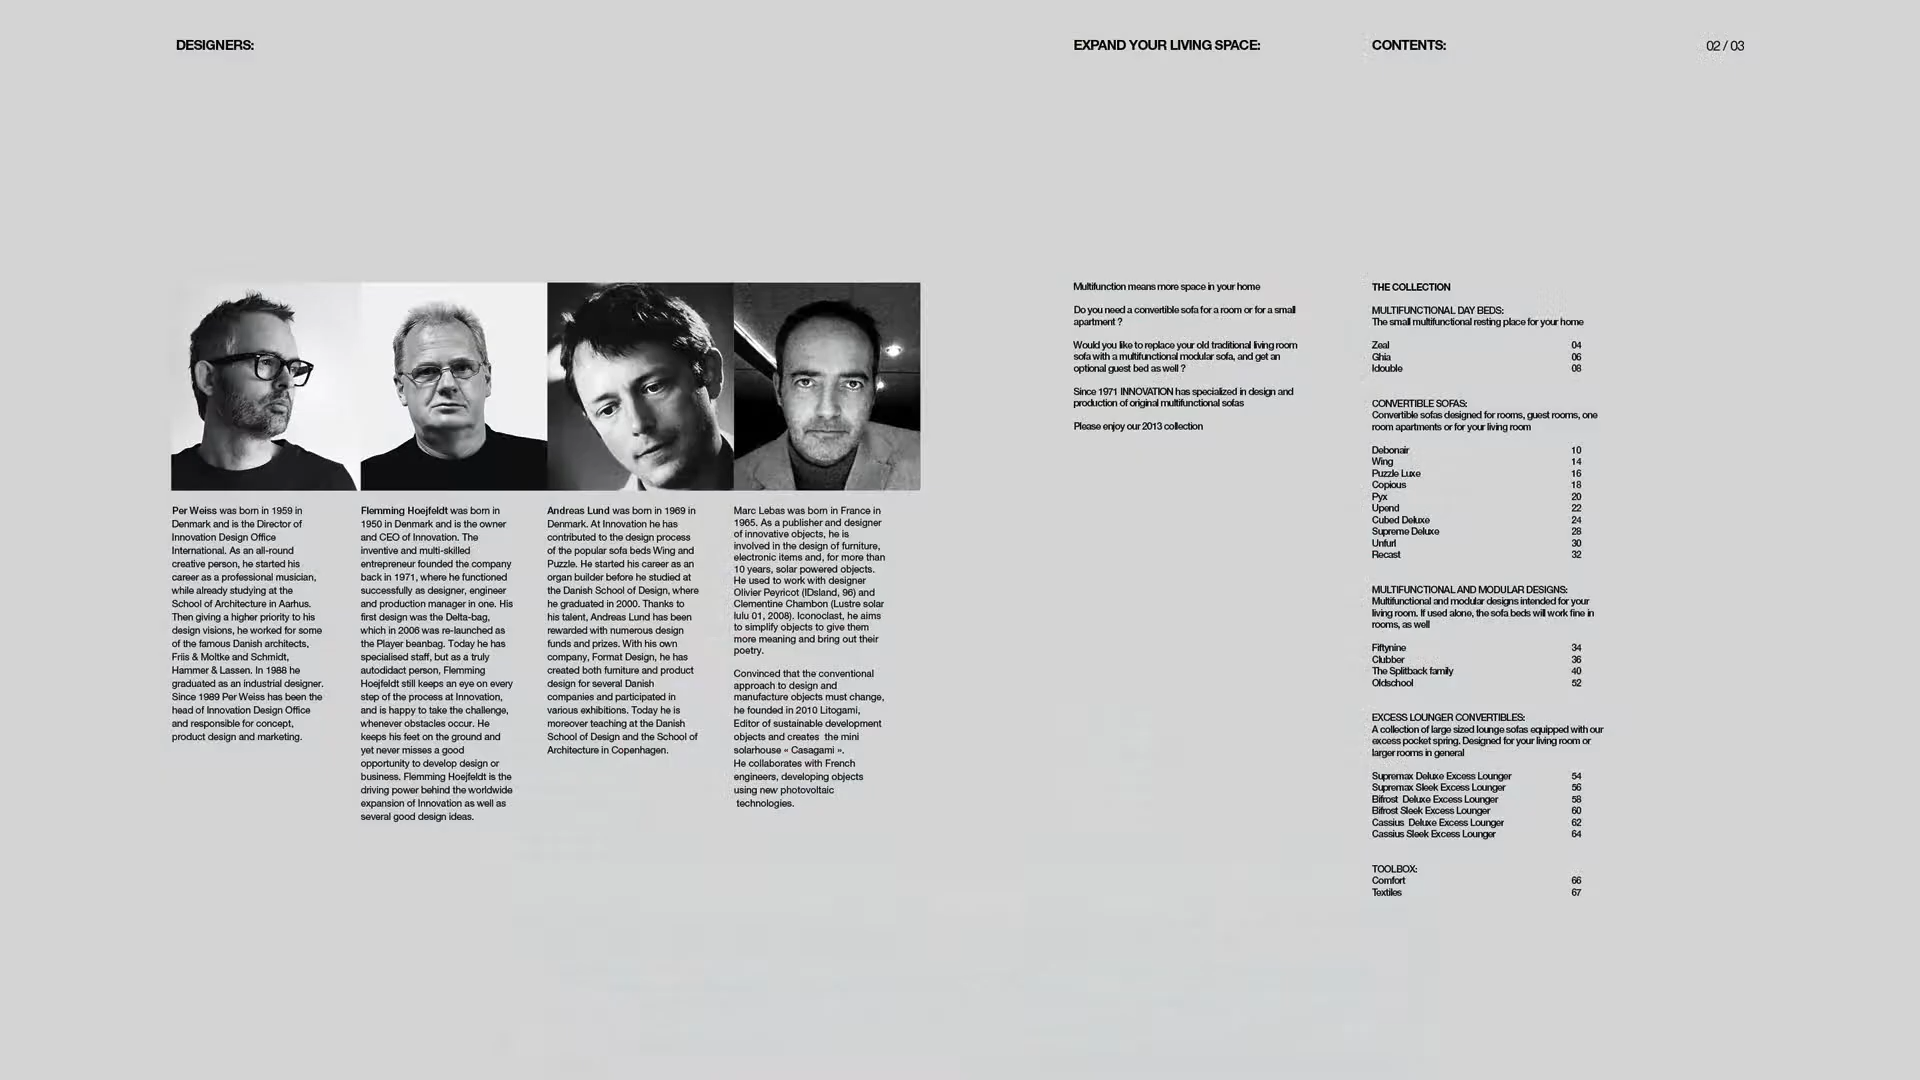 DESIGNERS:
EXPAND YOUR LIVING SPACE:
CONTENTS:
02 / 03
Per Weiss was born in 1959 in
Denmark and is the Director of
Innovation Design Office
International. As an all-round
creative person, he started his
career as a professional musician,
while already studying at the
School of Architecture in Aarhus.
Then giving a higher priority to his
design visions, he worked for some
of the famous Danish architects,
Friis & Moltke and Schmidt,
Hammer & Lassen. In 1988 he
graduated as an industrial designer.
Since 1989 Per Weiss has been the
head of Innovation Design Office
and responsible for concept,
product design and marketing.
Flemming Hoejfeldt was born in
1950 in Denmark and is the owner
and CEO of Innovation. The
inventive and multi-skilled
entrepreneur founded the company
back in 1971, where he functioned
successfully as designer, engineer
and production manager in one. His
first design was the Delta-bag,
which in 2006 was re-launched as
the Player beanbag. Today he has
specialised staff, but as a truly
autodidact person, Flemming
Hoejfeldt still keeps an eye on every
step of the process at Innovation,
and is happy to take the challenge,
whenever obstacles occur. He
keeps his feet on the ground and
yet never misses a good
opportunity to develop design or
business. Flemming Hoejfeldt is the
driving power behind the worldwide
expansion of Innovation as well as
several good design ideas.
Andreas Lund was born in 1969 in
Denmark. At Innovation he has
contributed to the design process
of the popular sofa beds Wing and
Puzzle. He started his career as an
organ builder before he studied at
the Danish School of Design, where
he graduated in 2000. Thanks to
his talent, Andreas Lund has been
rewarded with numerous design
funds and prizes. With his own
company, Format Design, he has
created both furniture and product
design for several Danish
companies and participated in
various exhibitions. Today he is
moreover teaching at the Danish
School of Design and the School of
Architecture in Copenhagen.
Marc Lebas was born in France in
1965. As a publisher and designer
of innovative objects, he is
involved in the design of furniture,
electronic items and, for more than
10 years, solar powered objects.
He used to work with designer
Olivier Peyricot (IDsland, 96) and
Clementine Chambon (Lustre solar
lulu 01, 2008). Iconoclast, he aims
to simplify objects to give them
more meaning and bring out their
poetry.
Convinced that the conventional
approach to design and
manufacture objects must change,
he founded in 2010 Litogami,
Editor of sustainable development
objects and creates the mini
solarhouse « Casagami ».
He collaborates with French
engineers, developing objects
using new photovoltaic
technologies.
Multifunction means more space in your home
Do you need a convertible sofa for a room or for a small
apartment ?
Would you like to replace your old traditional living room
sofa with a multifunctional modular sofa, and get an
optional guest bed as well ?
Since 1971 INNOVATION has specialized in design and
production of original multifunctional sofas
Please enjoy our 2013 collection
THE COLLECTION
MULTIFUNCTIONAL DAY BEDS:
The small multifunctional resting place for your home
Zeal 04
Ghia 06
Idouble 08
CONVERTIBLE SOFAS:
Convertible sofas designed for rooms, guest rooms, one
room apartments or for your living room
Debonair 10
Wing 14
Puzzle Luxe 16
Copious 18
Pyx 20
Upend 22
Cubed Deluxe 24
Supreme Deluxe 28
Unfurl 30
Recast 32
MULTIFUNCTIONAL AND MODULAR DESIGNS:
Multifunctional and modular designs intended for your
living room. If used alone, the sofa beds will work fine in
rooms, as well
Fiftynine 34
Clubber 36
The Splitback family 40
Oldschool 52
EXCESS LOUNGER CONVERTIBLES:
A collection of large sized lounge sofas equipped with our
excess pocket spring. Designed for your living room or
larger rooms in general
Supremax Deluxe Excess Lounger 54
Supremax Sleek Excess Lounger 56
Bifrost Deluxe Excess Lounger 58
Bifrost Sleek Excess Lounger 60
Cassius Deluxe Excess Lounger 62
Cassius Sleek Excess Lounger 64
TOOLBOX:
Comfort 66
Textiles 67